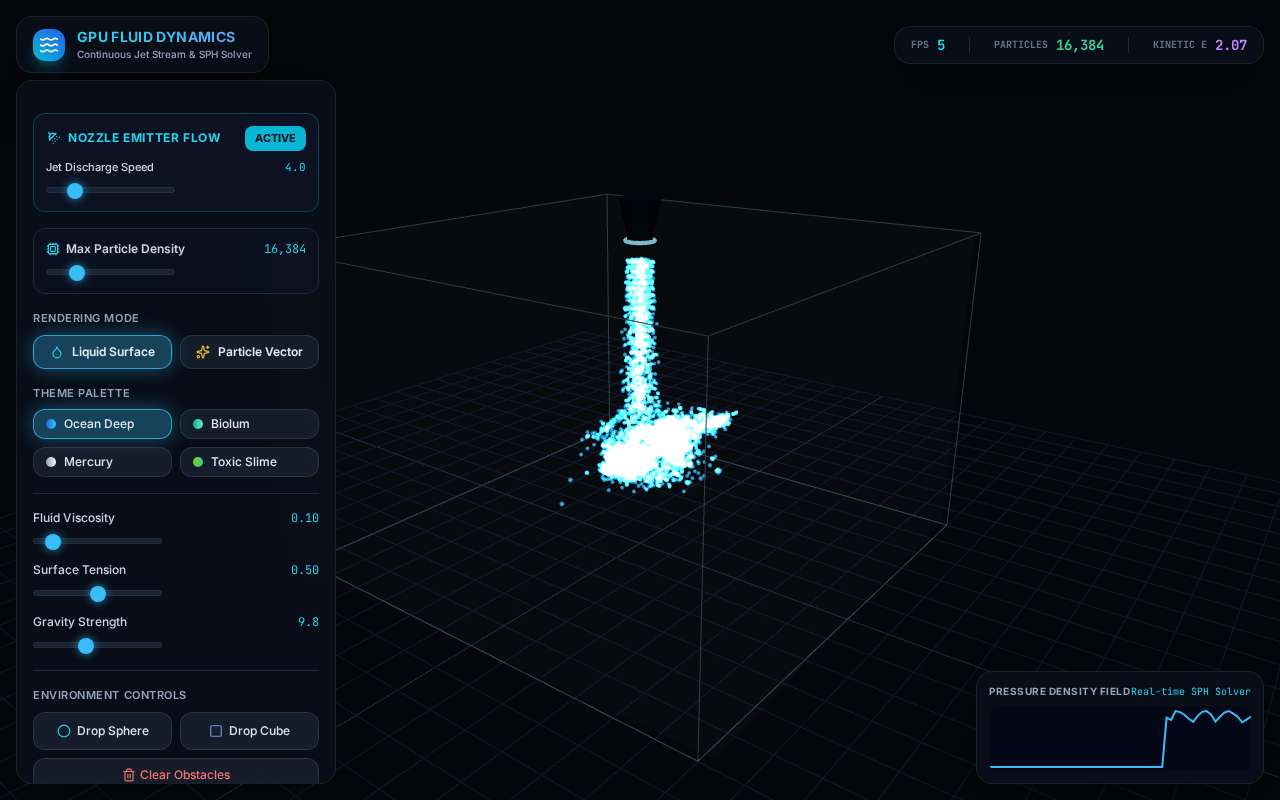 GPU FLUID DYNAMICS
Continuous Jet Stream & SPH Solver
FPS 5 PARTICLES 16,384 KINETIC E 2.07
NOZZLE EMITTER FLOW ACTIVE
Jet Discharge Speed 4.0
Max Particle Density 16,384
RENDERING MODE
Liquid Surface Particle Vector
THEME PALETTE
Ocean Deep Biolum
Mercury Toxic Slime
Fluid Viscosity 0.10
Surface Tension 0.50
Gravity Strength 9.8
ENVIRONMENT CONTROLS
Drop Sphere Drop Cube
Clear Obstacles
PRESSURE DENSITY FIELD Real-time SPH Solver